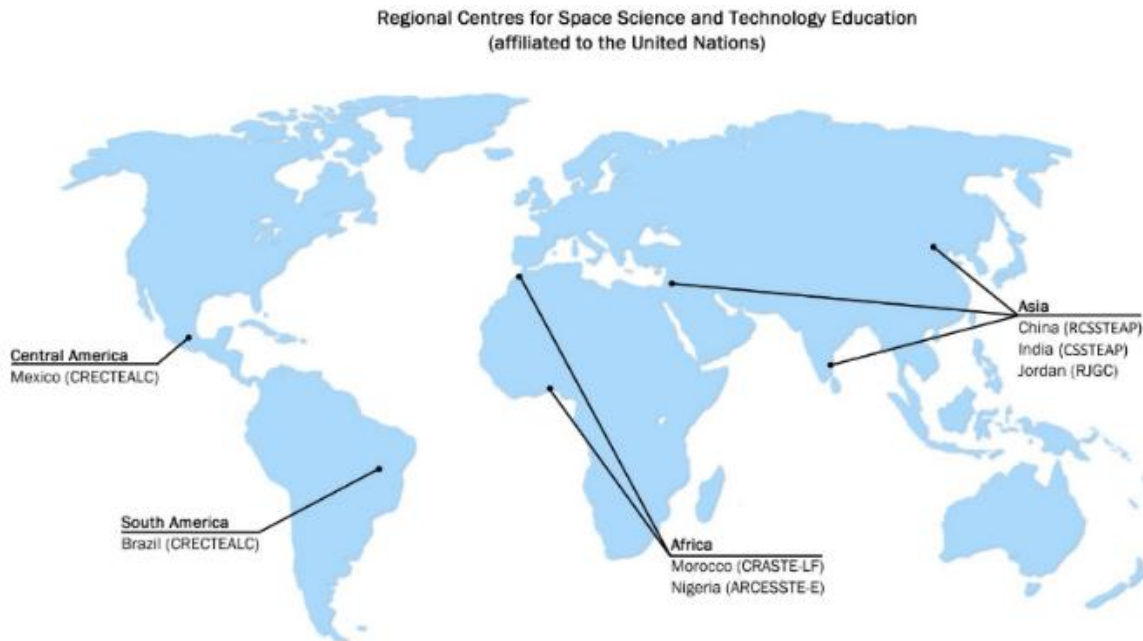 Regional Centres for Space Science and Technology Education
(affiliated to the United Nations)
Central America
Mexico (CRECTEALC)
South America
Brazil (CRECTEALC)
Africa
Morocco (CRASTE-LF)
Nigeria (ARCESSTE-E)
Asia
China (RCSSTEAP)
India (CSSTEAP)
Jordan (RJGC)